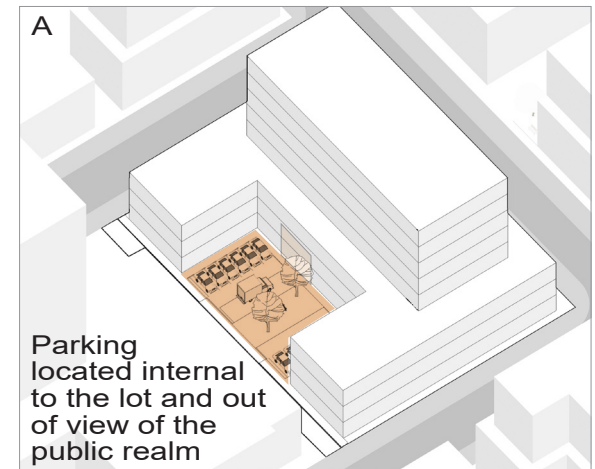 A
Parking
located internal
to the lot and out
of view of the
public realm